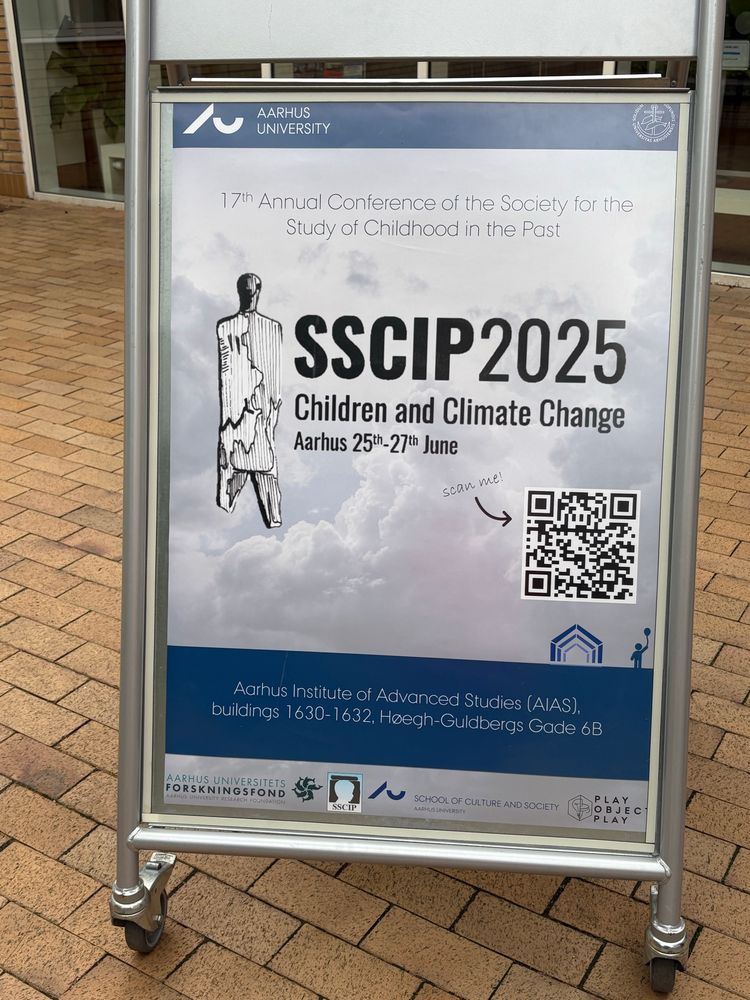 AARHUS
UNIVERSITY
17th Annual Conference of the Society for the
Study of Childhood in the Past
SSCIP2025
Children and Climate Change
Aarhus 25th-27th June
scan me!
Aarhus Institute of Advanced Studies (AIAS),
buildings 1630-1632, Høegh-Guldbergs Gade 6B
AARHUS UNIVERSITETS
FORSKNINGSFOND
AARHUS UNIVERSITY RESEARCH FOUNDATION
SSCIP
SCHOOL OF CULTURE AND SOCIETY
AARHUS UNIVERSITY
PLAY
OBJECT
PLAY